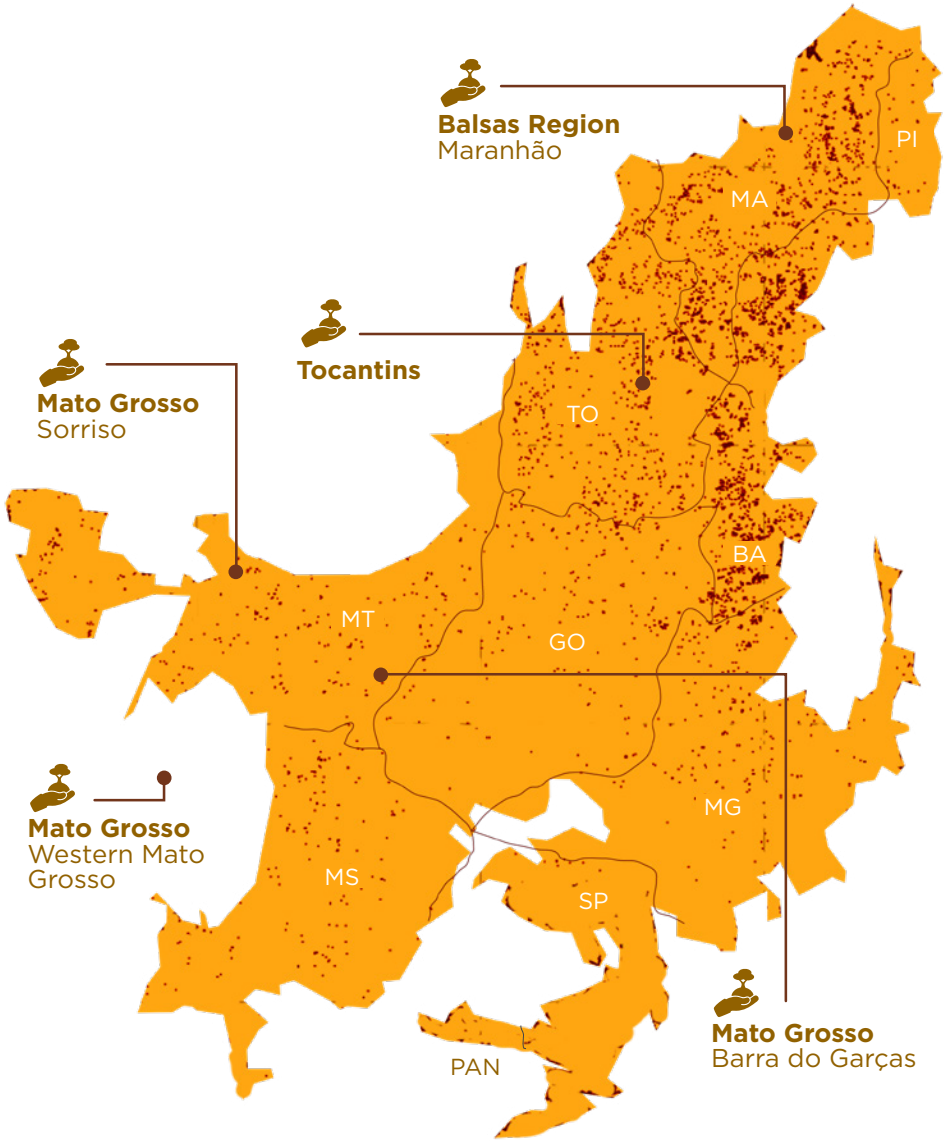 Balsas Region
Maranhão
PI
MA
Tocantins
Mato Grosso
Sorriso
TO
BA
MT
GO
Mato Grosso
Western Mato
Grosso
MG
MS
SP
Mato Grosso
Barra do Garças
PAN